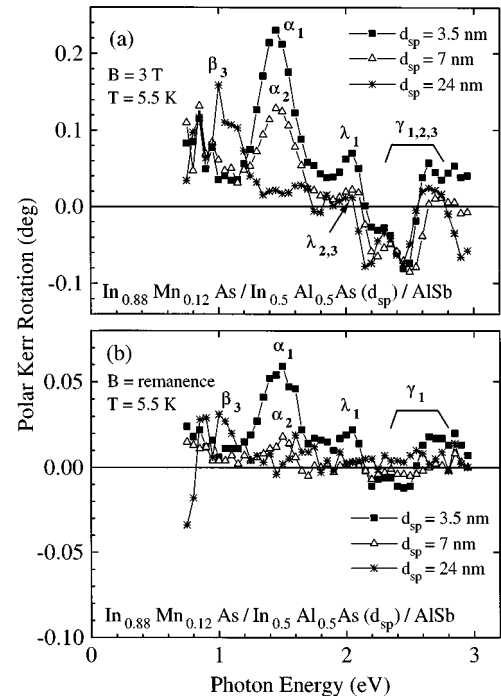 (a)
α₁
d_sp = 3.5 nm
d_sp = 7 nm
d_sp = 24 nm
B = 3 T
T = 5.5 K
β₃
α₂
λ₁
γ₁,₂,₃
λ₂,₃
0.2
0.1
0.0
-0.1
In₀.₈₈ Mn₀.₁₂ As / In₀.₅ Al₀.₅As (d_sp) / AlSb
Polar Kerr Rotation (deg)
(b)
B = remanence
T = 5.5 K
β₃
α₁
α₂
λ₁
γ₁
0.05
0.00
-0.05
-0.10
d_sp = 3.5 nm
d_sp = 7 nm
d_sp = 24 nm
In₀.₈₈ Mn₀.₁₂ As / In₀.₅ Al₀.₅As (d_sp) / AlSb
0 1 2 3
Photon Energy (eV)